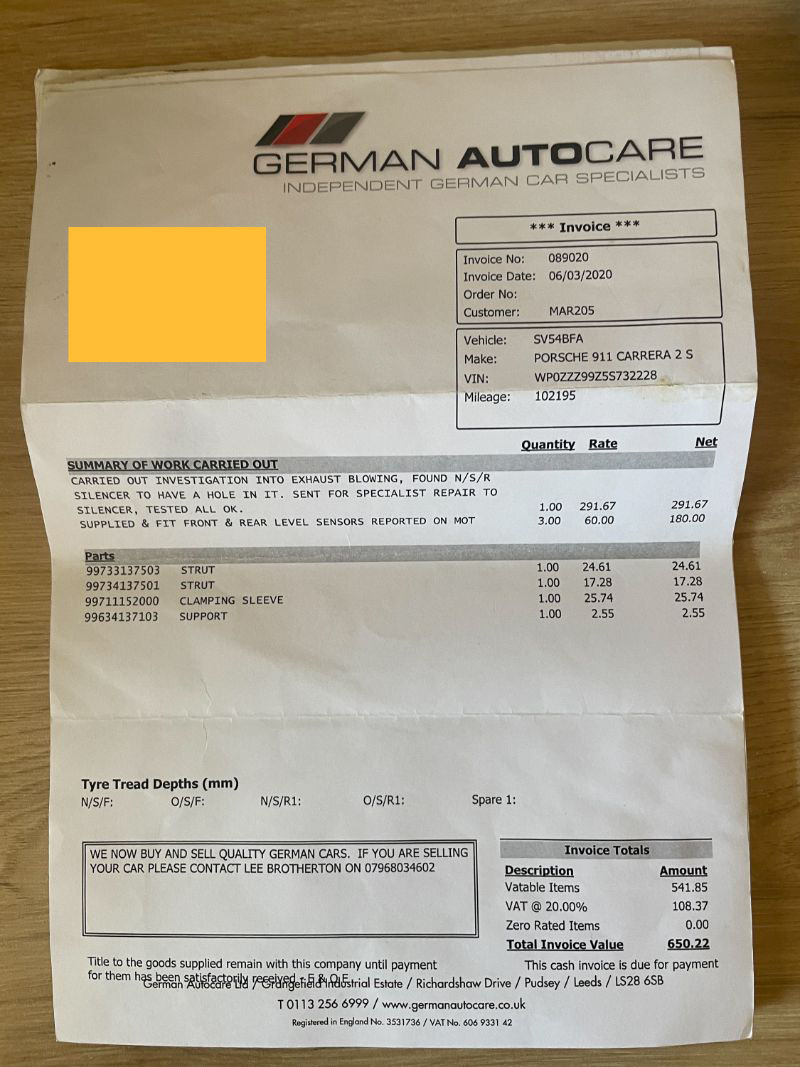 GERMAN AUTOCARE
INDEPENDENT GERMAN CAR SPECIALISTS
*** Invoice ***
Invoice No: 089020
Invoice Date: 06/03/2020
Order No:
Customer: MAR205
Vehicle: SV54BFA
Make: PORSCHE 911 CARRERA 2 S
VIN: WP0ZZZ99Z5S732228
Mileage: 102195
Quantity Rate Net
SUMMARY OF WORK CARRIED OUT
CARRIED OUT INVESTIGATION INTO EXHAUST BLOWING, FOUND N/S/R
SILENCER TO HAVE A HOLE IN IT. SENT FOR SPECIALIST REPAIR TO
SILENCER, TESTED ALL OK. 1.00 291.67 291.67
SUPPLIED & FIT FRONT & REAR LEVEL SENSORS REPORTED ON MOT 3.00 60.00 180.00
Parts
99733137503 STRUT 1.00 24.61 24.61
99734137501 STRUT 1.00 17.28 17.28
99711152000 CLAMPING SLEEVE 1.00 25.74 25.74
99634137103 SUPPORT 1.00 2.55 2.55
Tyre Tread Depths (mm)
N/S/F: O/S/F: N/S/R1: O/S/R1: Spare 1:
WE NOW BUY AND SELL QUALITY GERMAN CARS. IF YOU ARE SELLING
YOUR CAR PLEASE CONTACT LEE BROTHERTON ON 07968034602
Invoice Totals
Description Amount
Vatable Items 541.85
VAT @ 20.00% 108.37
Zero Rated Items 0.00
Total Invoice Value 650.22
Title to the goods supplied remain with this company until payment
for them has been satisfactorily received - E & O E
This cash invoice is due for payment
German Autocare Ltd / Grangefield Industrial Estate / Richardshaw Drive / Pudsey / Leeds / LS28 6SB
T 0113 256 6999 / www.germanautocare.co.uk
Registered in England No. 3531736 / VAT No. 606 9331 42